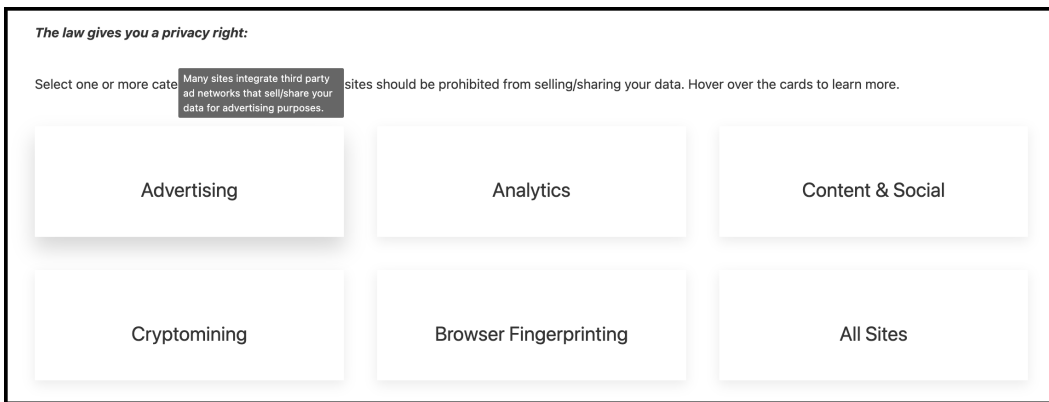 The law gives you a privacy right:
Select one or more cate
Many sites integrate third party
ad networks that sell/share your
data for advertising purposes.
sites should be prohibited from selling/sharing your data. Hover over the cards to learn more.
Advertising
Analytics
Content & Social
Cryptomining
Browser Fingerprinting
All Sites